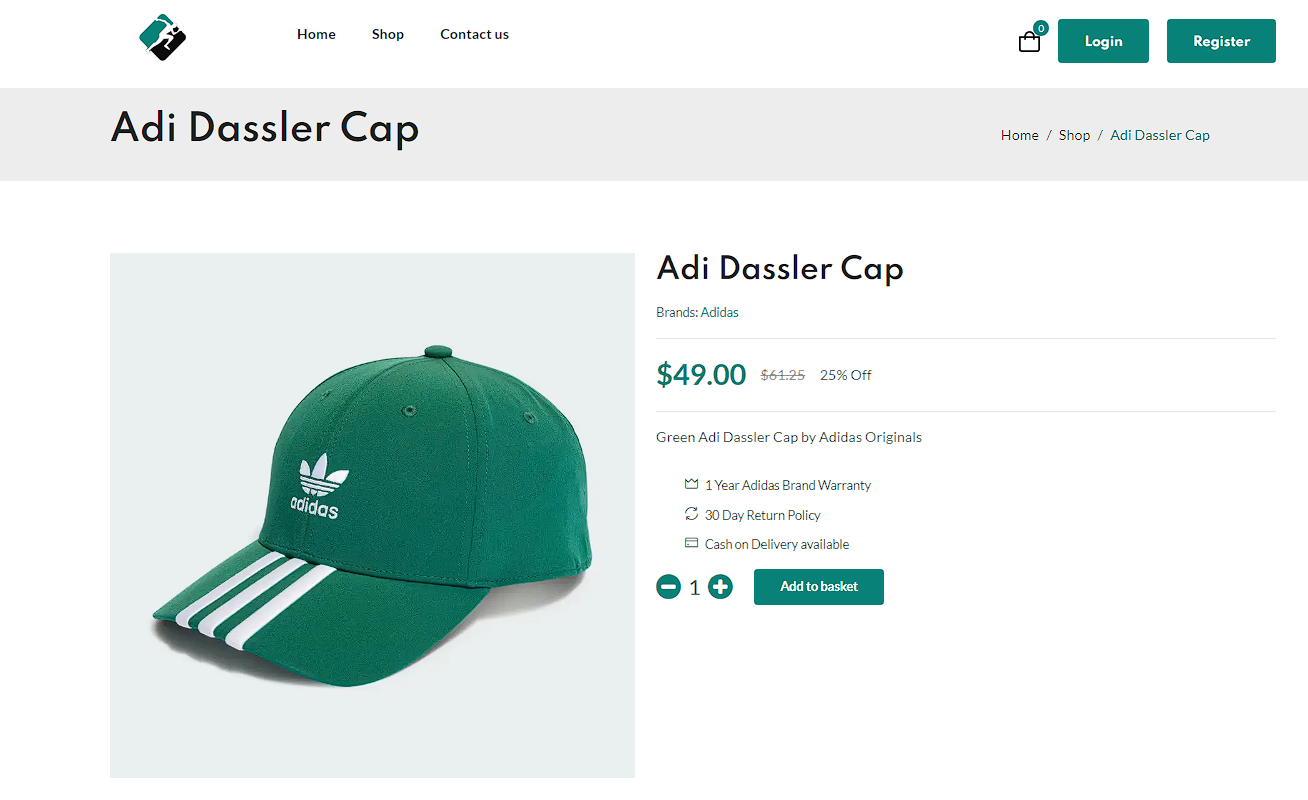 Home Shop Contact us 0 Login Register
Adi Dassler Cap
Home / Shop / Adi Dassler Cap
adidas
Adi Dassler Cap
Brands: Adidas
$49.00 $61.25 25% Off
Green Adi Dassler Cap by Adidas Originals
1 Year Adidas Brand Warranty
30 Day Return Policy
Cash on Delivery available
1 Add to basket